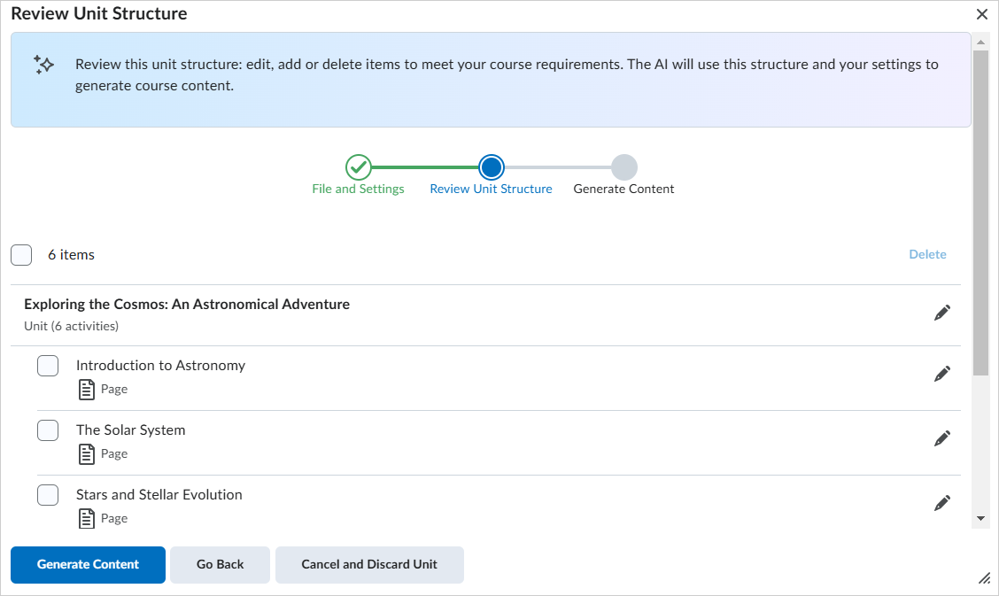 Review Unit Structure
Review this unit structure: edit, add or delete items to meet your course requirements. The AI will use this structure and your settings to
generate course content.
File and Settings
Review Unit Structure
Generate Content
6 items
Delete
Exploring the Cosmos: An Astronomical Adventure
Unit (6 activities)
Introduction to Astronomy
Page
The Solar System
Page
Stars and Stellar Evolution
Page
Generate Content
Go Back
Cancel and Discard Unit